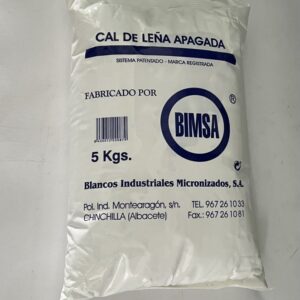 CAL DE LEÑA APAGADA
SISTEMA PATENTADO - MARCA REGISTRADA
FABRICADO POR
BIMSA
®
5 Kgs.
Blancos Industriales Micronizados, S.A.
Pol. Ind. Montearagón, s/n.
TEL.: 967 26 10 33
CHINCHILLA (Albacete)
Fax.: 967 26 10 81